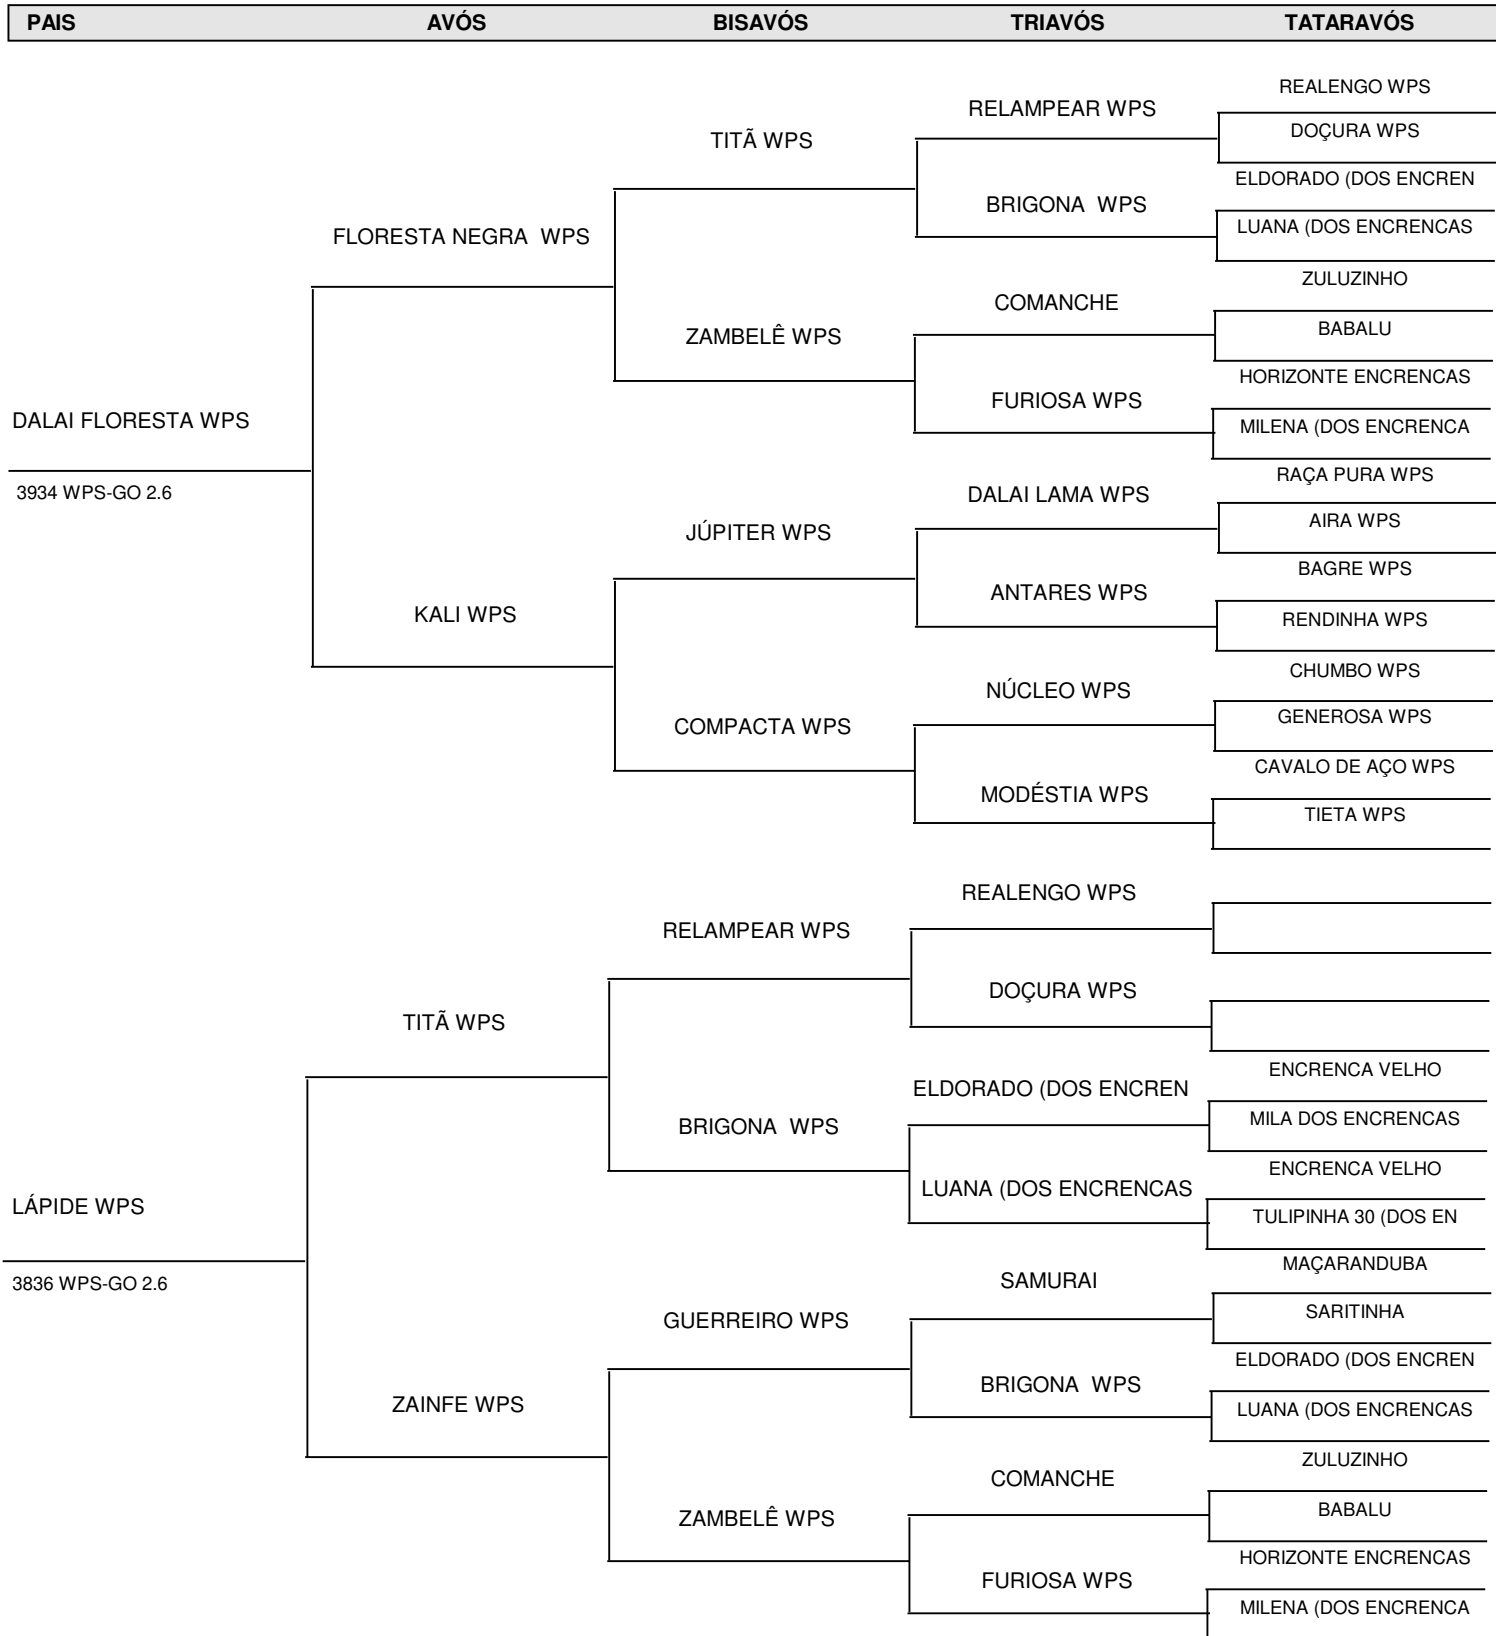 PAIS AVÓS BISAVÓS TRIAVÓS TATARAVÓS
REALENGO WPS
RELAMPEAR WPS
DOÇURA WPS
TITÃ WPS
ELDORADO (DOS ENCREN
BRIGONA  WPS
LUANA (DOS ENCRENCAS
FLORESTA NEGRA  WPS
ZULUZINHO
COMANCHE
BABALU
ZAMBELÊ WPS
HORIZONTE ENCRENCAS
FURIOSA WPS
DALAI FLORESTA WPS
MILENA (DOS ENCRENCA
RAÇA PURA WPS
3934 WPS-GO 2.6
DALAI LAMA WPS
AIRA WPS
JÚPITER WPS
BAGRE WPS
ANTARES WPS
KALI WPS
RENDINHA WPS
CHUMBO WPS
NÚCLEO WPS
GENEROSA WPS
COMPACTA WPS
CAVALO DE AÇO WPS
MODÉSTIA WPS
TIETA WPS
REALENGO WPS
RELAMPEAR WPS
DOÇURA WPS
TITÃ WPS
ENCRENCA VELHO
ELDORADO (DOS ENCREN
MILA DOS ENCRENCAS
BRIGONA  WPS
ENCRENCA VELHO
LUANA (DOS ENCRENCAS
LÁPIDE WPS
TULIPINHA 30 (DOS EN
MAÇARANDUBA
3836 WPS-GO 2.6
SAMURAI
SARITINHA
GUERREIRO WPS
ELDORADO (DOS ENCREN
BRIGONA  WPS
ZAINFE WPS
LUANA (DOS ENCRENCAS
ZULUZINHO
COMANCHE
BABALU
ZAMBELÊ WPS
HORIZONTE ENCRENCAS
FURIOSA WPS
MILENA (DOS ENCRENCA